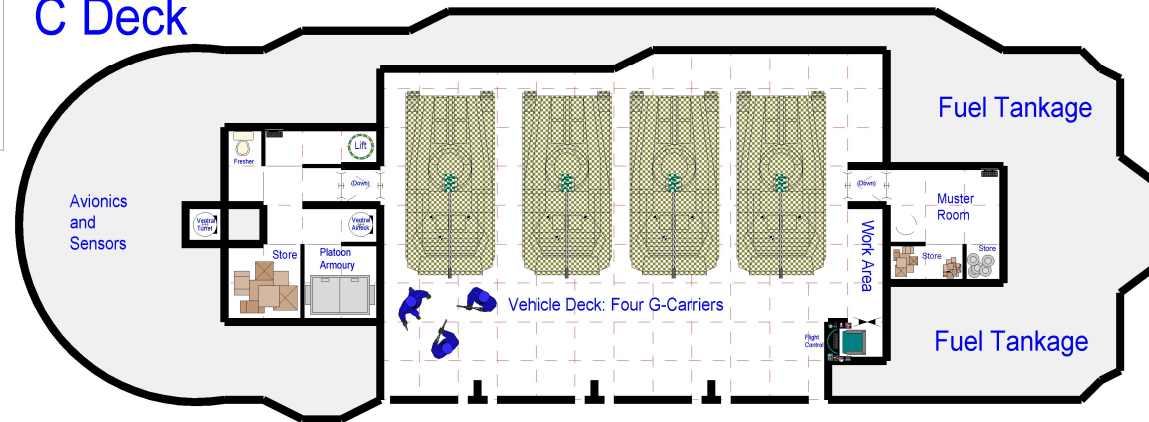 C Deck
Fuel Tankage
Fresher
Lift
(Down)
(Down)
Avionics
and
Sensors
Muster
Room
Ventral
Turret
Ventral
Airlock
Work Area
Store
Platoon
Armoury
Store
Store
Vehicle Deck: Four G-Carriers
Flight
Control
Fuel Tankage